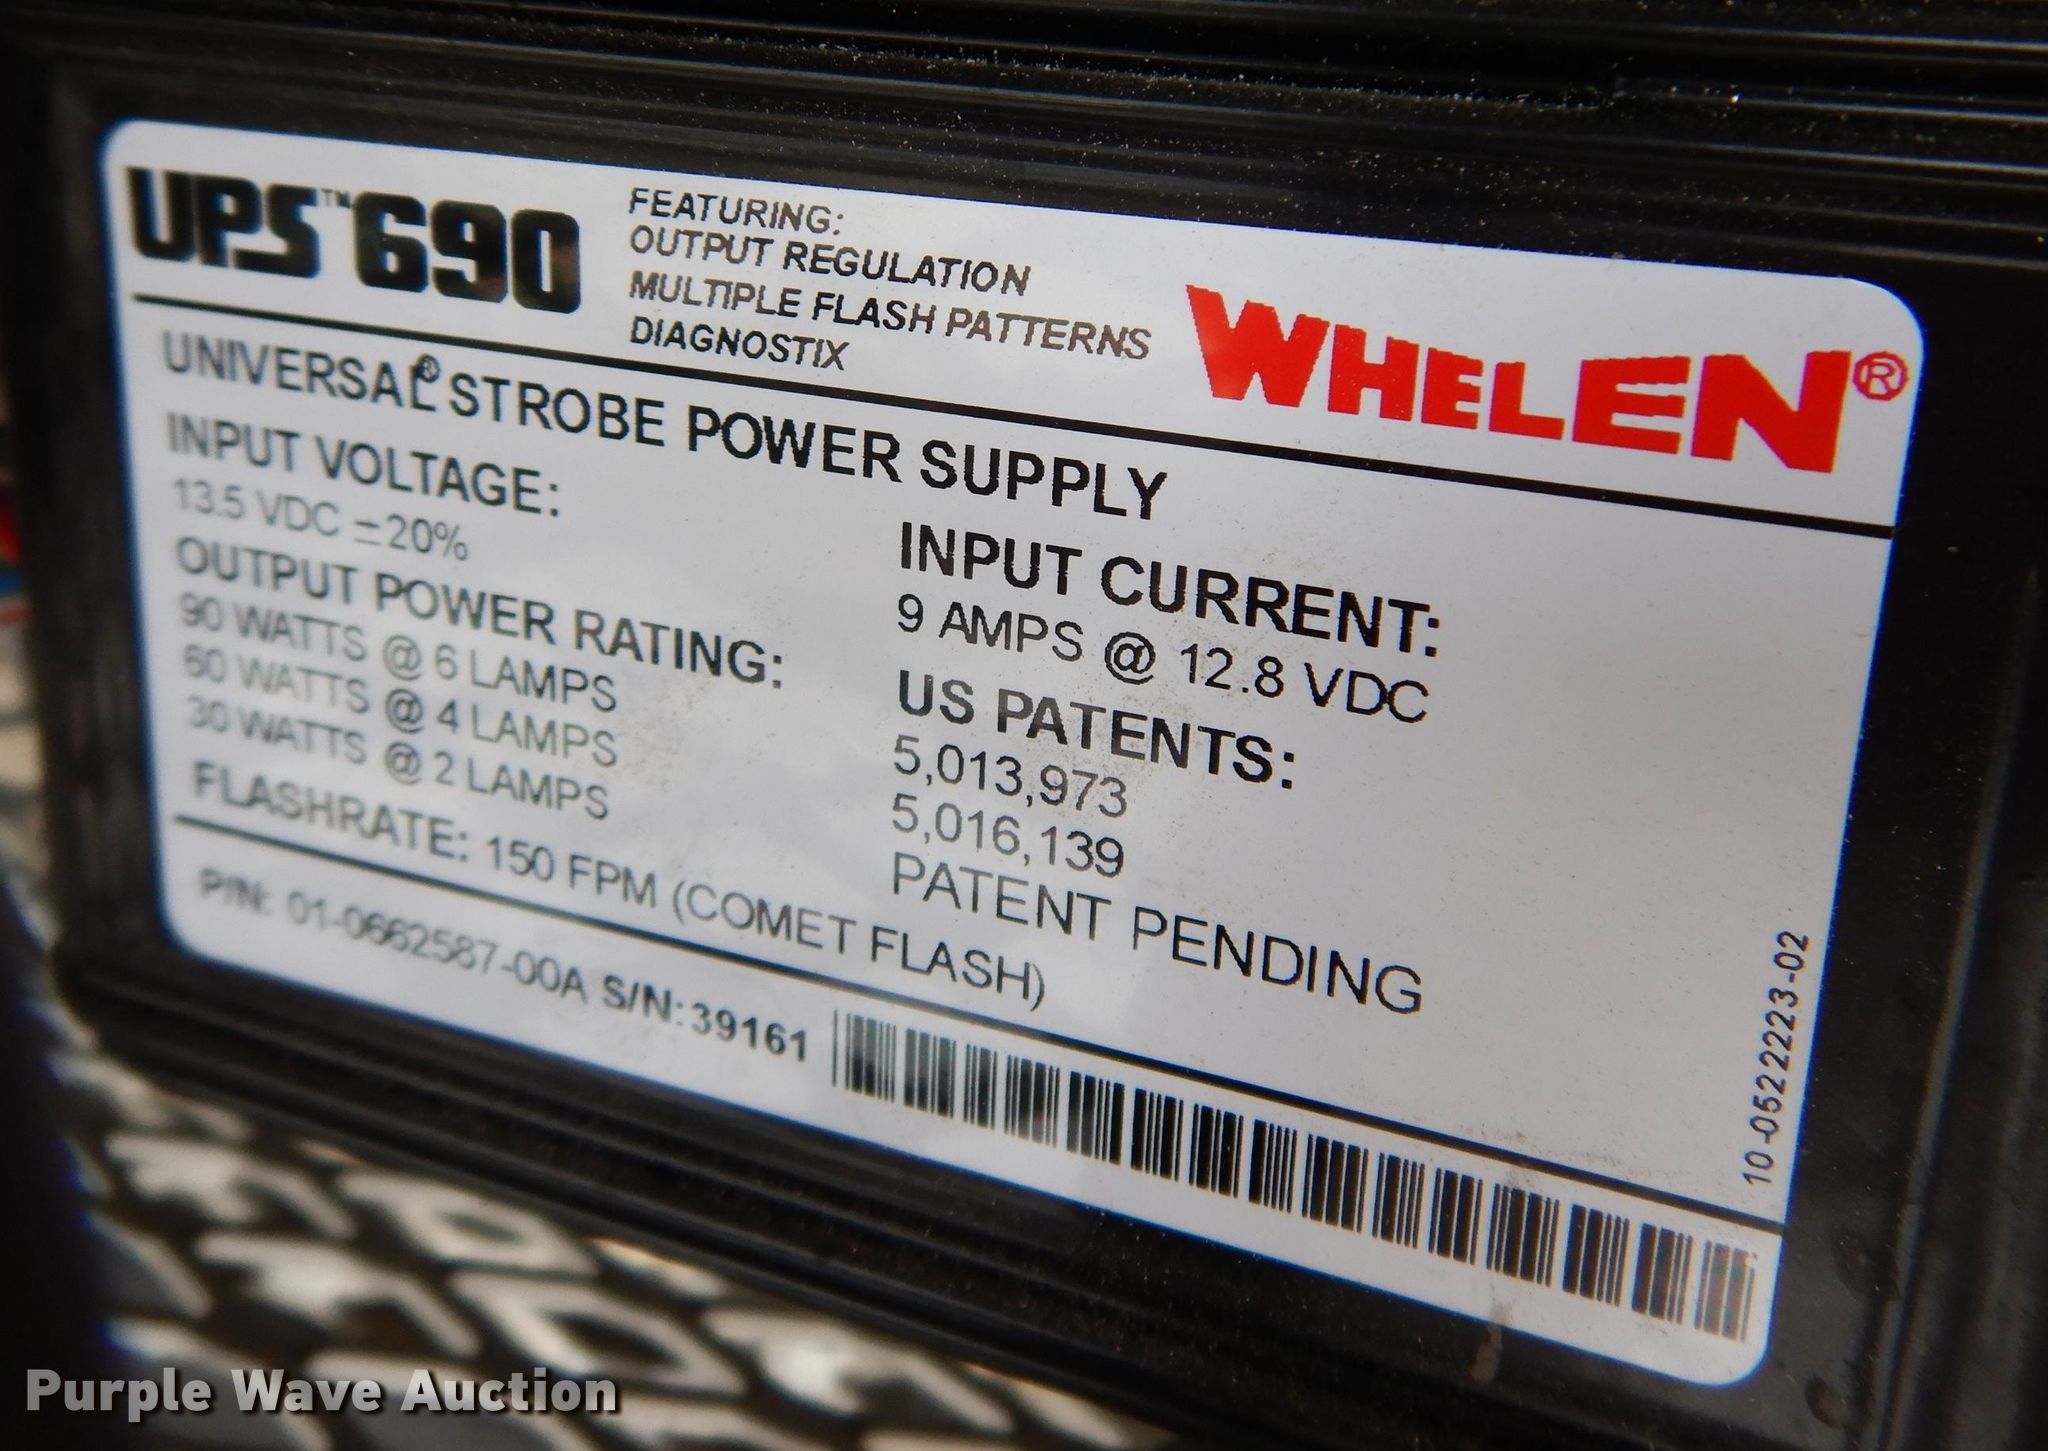 UPS™690
FEATURING:
OUTPUT REGULATION
MULTIPLE FLASH PATTERNS
DIAGNOSTIX
WHELEN®
UNIVERSAL® STROBE POWER SUPPLY
INPUT VOLTAGE:
13.5 VDC ±20%
OUTPUT POWER RATING:
90 WATTS @ 6 LAMPS
60 WATTS @ 4 LAMPS
30 WATTS @ 2 LAMPS
FLASHRATE: 150 FPM (COMET FLASH)
INPUT CURRENT:
9 AMPS @ 12.8 VDC
US PATENTS:
5,013,973
5,016,139
PATENT PENDING
10-0522223-02
P/N: 01-0662587-00A S/N: 39161
Purple Wave Auction